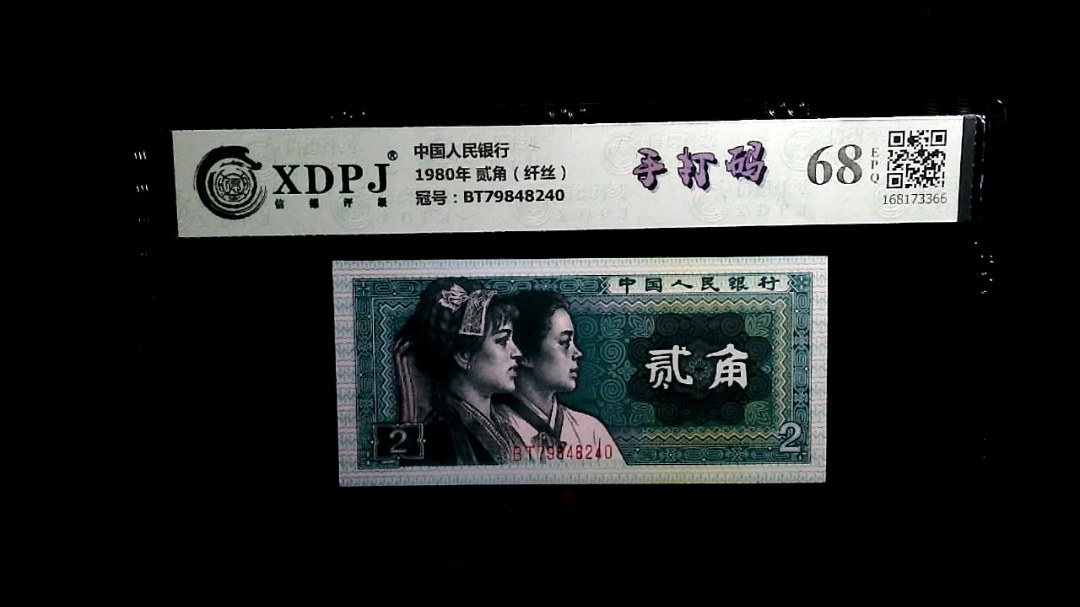 XDPJ®
信德评级
中国人民银行
1980年 贰角（纤丝）
冠号：BT79848240
手打码
68
EPQ
168173366
中国人民银行
贰角
2
2
BT79848240